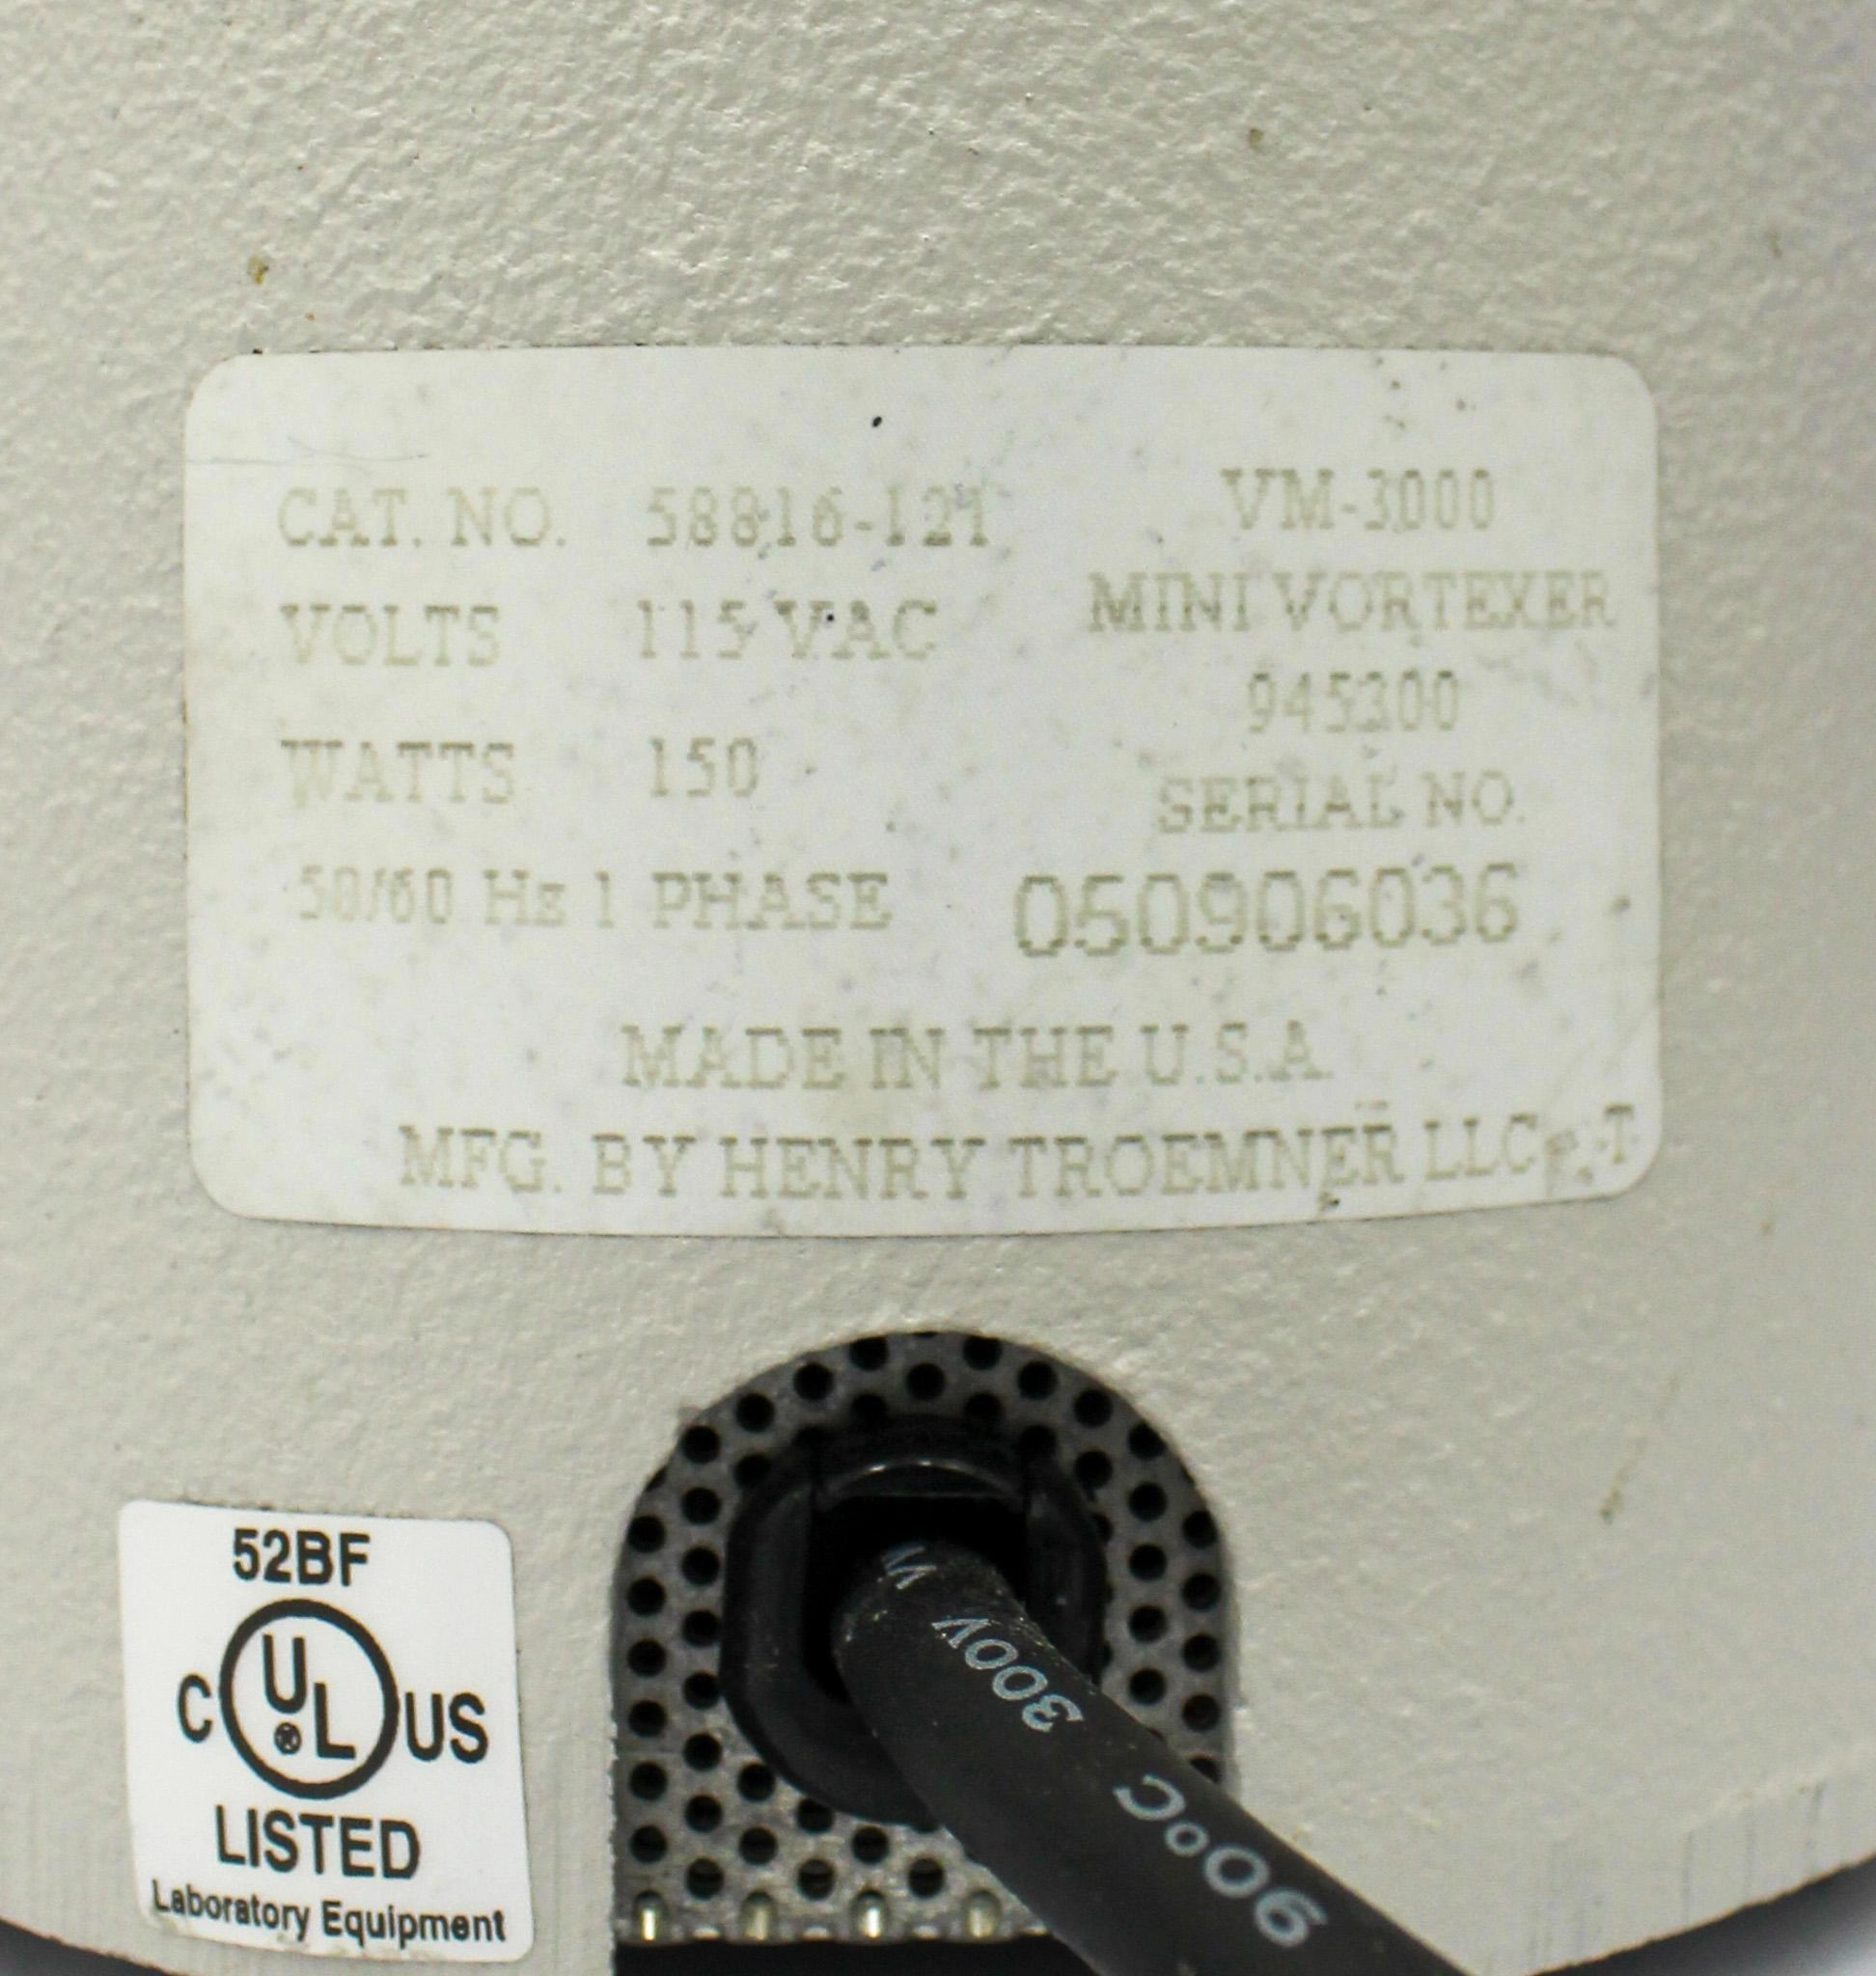 CAT. NO. 58816-121
VOLTS 115 VAC
WATTS 150
50/60 Hz 1 PHASE
VM-3000
MINI VORTEXER
945300
SERIAL NO.
050906036
MADE IN THE U.S.A.
MFG. BY HENRY TROEMNER LLC
52BF
C UL® US
LISTED
Laboratory Equipment
300V
90°C